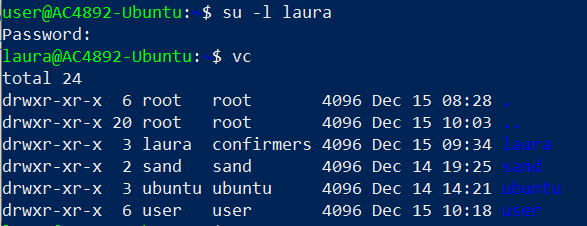 user@AC4892-Ubuntu:~$ su -l laura
Password:
laura@AC4892-Ubuntu:~$ vc
total 24
drwxr-xr-x  6 root   root       4096 Dec 15 08:28 .
drwxr-xr-x 20 root   root       4096 Dec 15 10:03 ..
drwxr-xr-x  3 laura  confirmers 4096 Dec 15 09:34 laura
drwxr-xr-x  2 sand   sand       4096 Dec 14 19:25 sand
drwxr-xr-x  3 ubuntu ubuntu     4096 Dec 14 14:21 ubuntu
drwxr-xr-x  6 user   user       4096 Dec 15 10:18 user